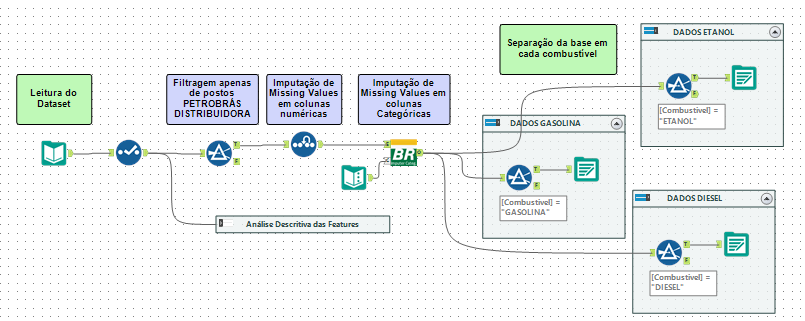 Leitura do
Dataset
Filtragem apenas
de postos
PETROBRÁS
DISTRIBUIDORA
Imputação de
Missing Values
em colunas
numéricas
Imputação de
Missing Values em
colunas
Categóricas
Separação da base em
cada combustível
DADOS ETANOL
T
F
[Combustivel] =
"ETANOL"
DADOS GASOLINA
T
F
[Combustivel] =
"GASOLINA"
DADOS DIESEL
T
F
[Combustivel] =
"DIESEL"
T
F
BR
Análise Descritiva das Features